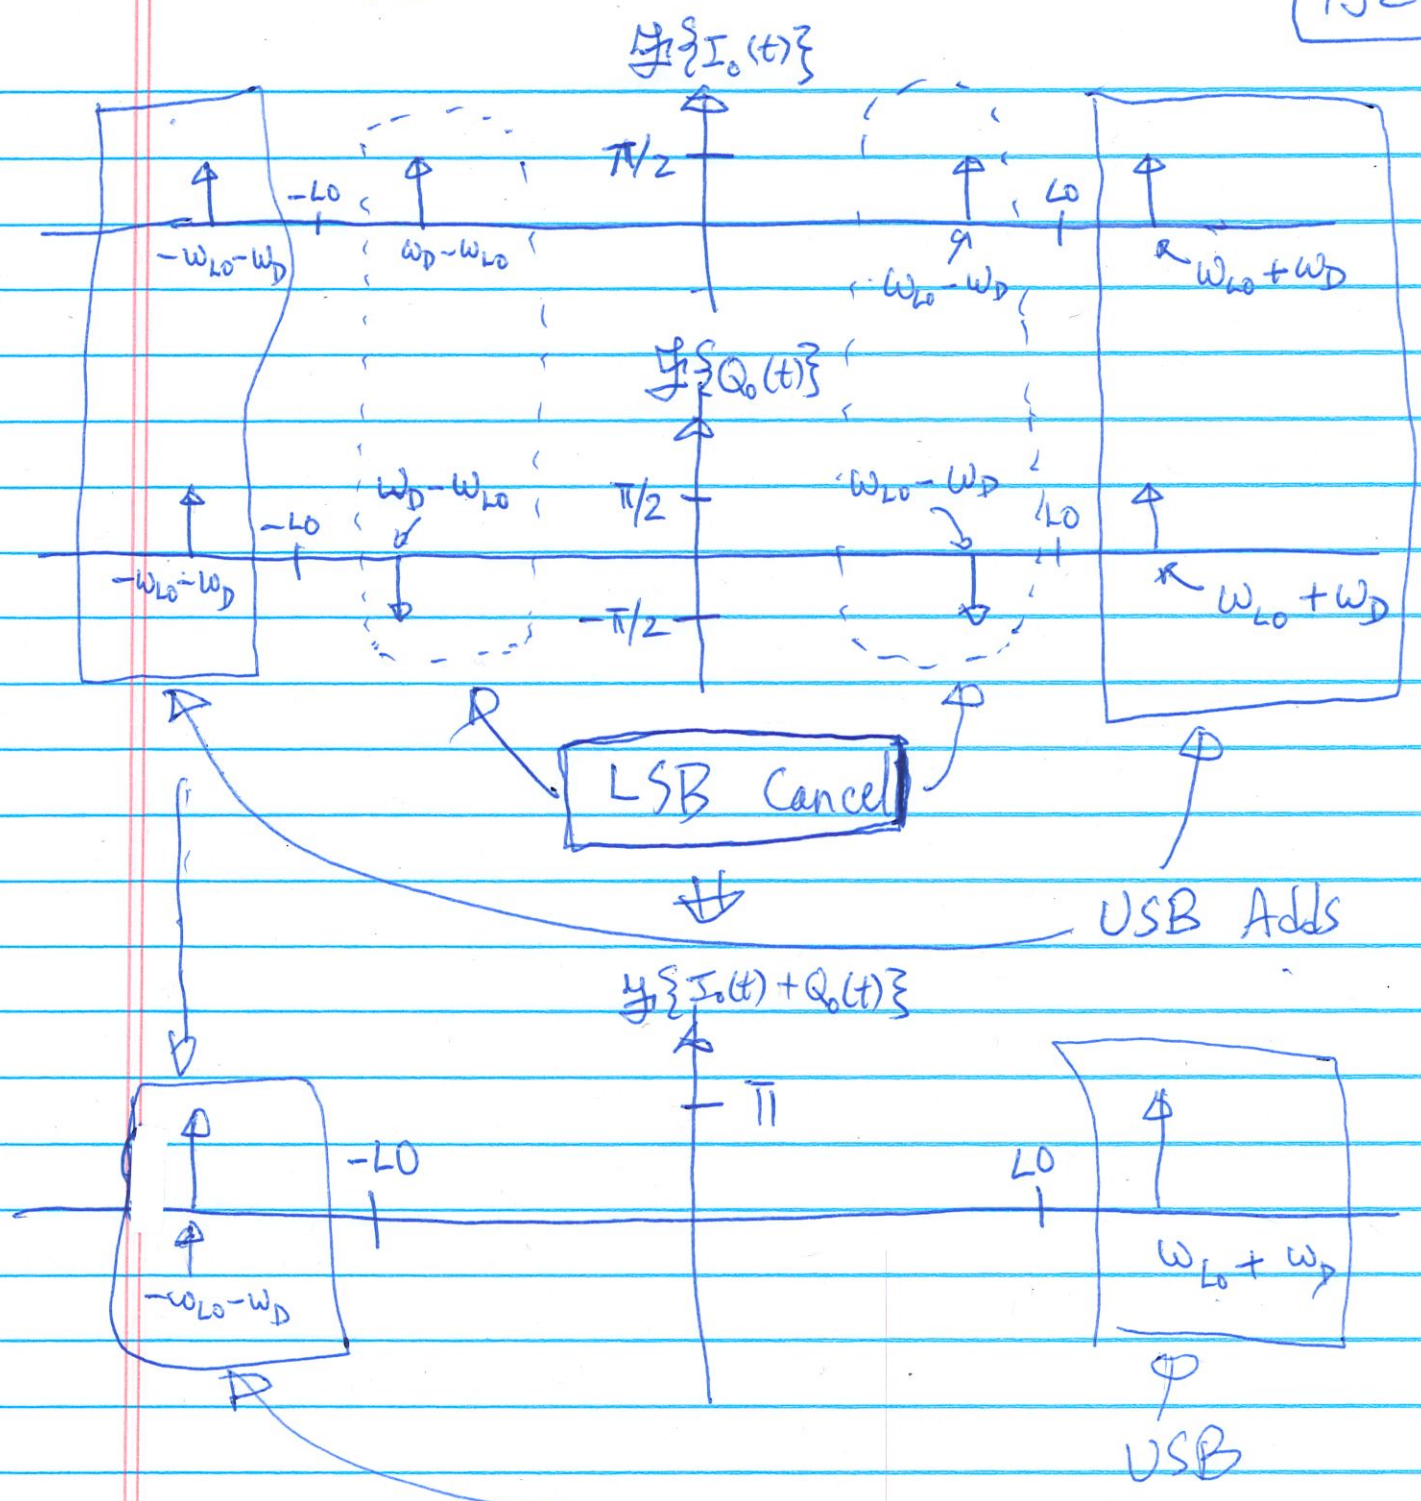 ℱ{I₀(t)}
π/2
-LO
LO
-ω_LO-ω_D
ω_D-ω_LO
ω_LO-ω_D
ω_LO+ω_D
ℱ{Q₀(t)}
ω_D-ω_LO
π/2
ω_LO-ω_D
-LO
LO
-ω_LO-ω_D
-π/2
ω_LO+ω_D
LSB Cancel
USB Adds
ℱ{I₀(t)+Q₀(t)}
π
-LO
LO
-ω_LO-ω_D
ω_LO+ω_D
USB